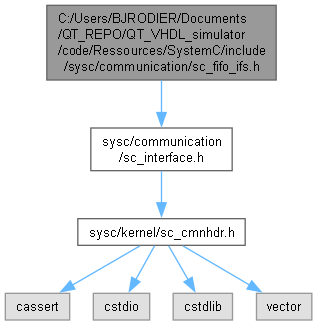 C:/Users/BJRODIER/Documents
/QT_REPO/QT_VHDL_simulator
/code/Ressources/SystemC/include
/sysc/communication/sc_fifo_ifs.h
sysc/communication
/sc_interface.h
sysc/kernel/sc_cmnhdr.h
cassert
cstdio
cstdlib
vector